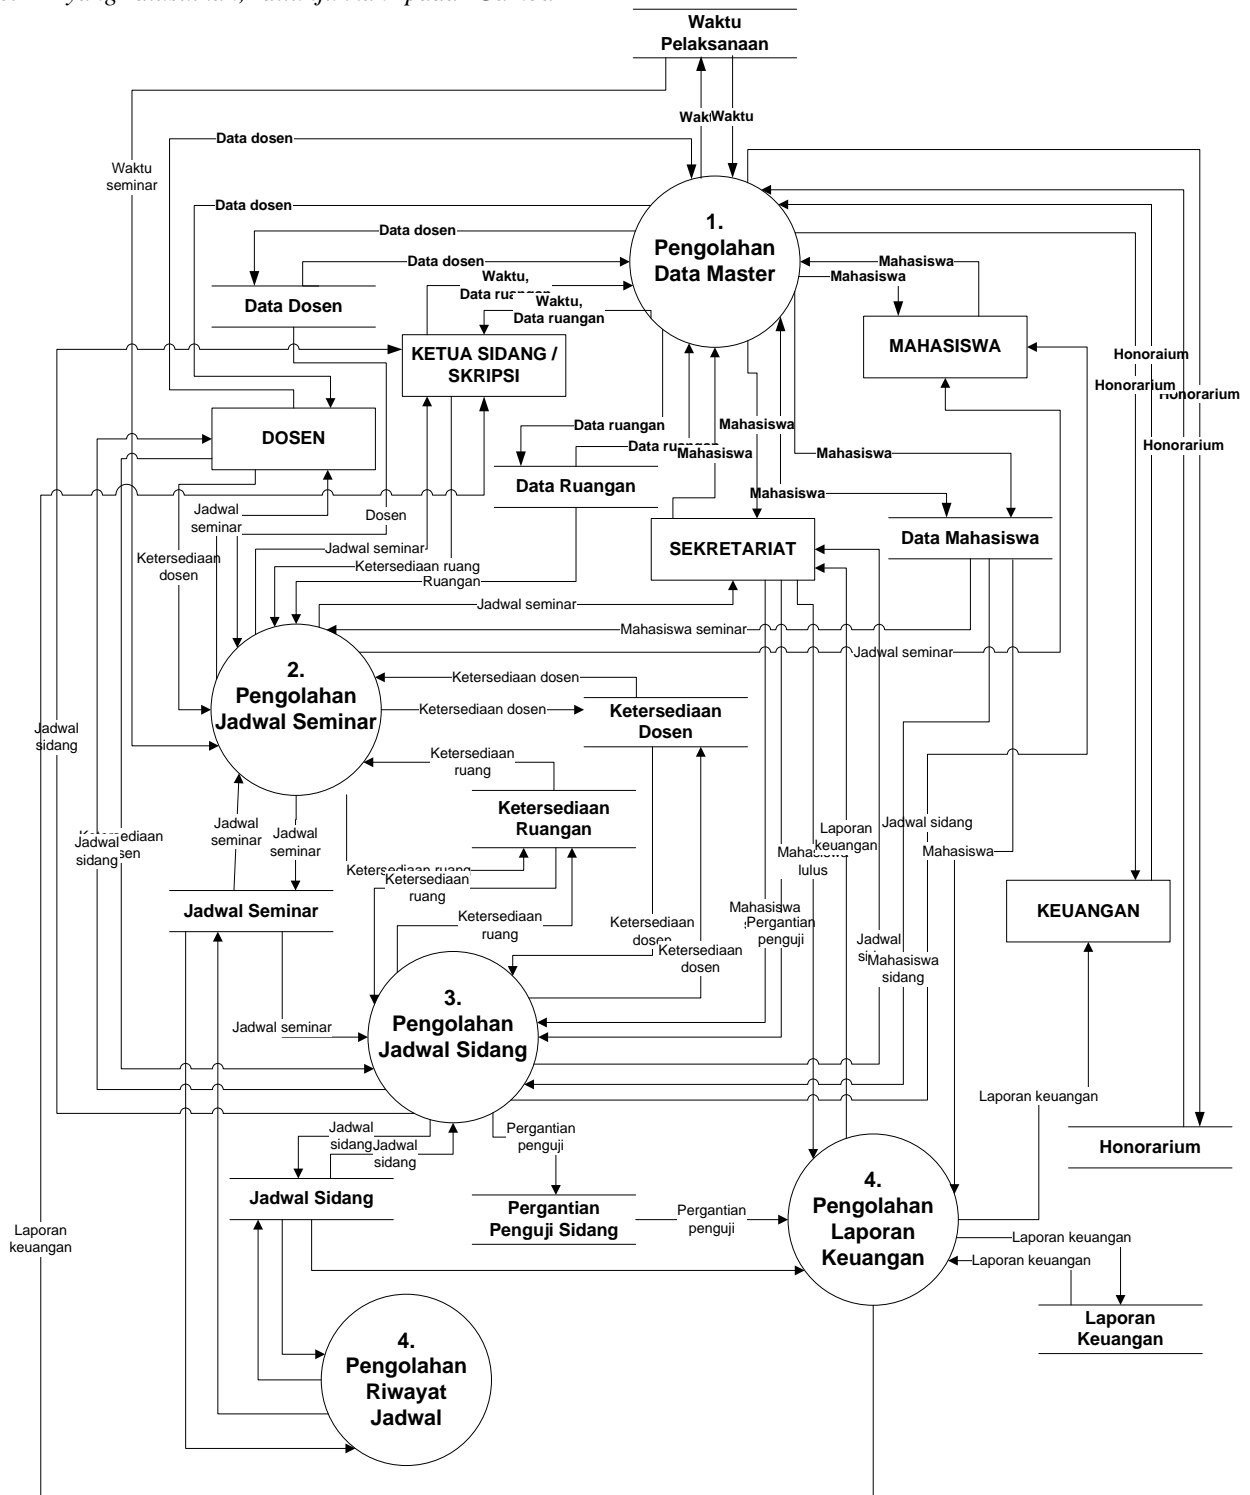 Waktu
Pelaksanaan
Waktu
Data dosen
Waktu
seminar
Data dosen
1.
Pengolahan
Data Master
Data dosen
Data dosen
Mahasiswa
Mahasiswa
Waktu,
Waktu,
Data ruangan
Data Dosen
KETUA SIDANG /
SKRIPSI
MAHASISWA
Honoraium
Honorarium
Honorarium
Data ruangan
Mahasiswa
DOSEN
Honorarium
Mahasiswa
Mahasiswa
Data Ruangan
Mahasiswa
Jadwal
seminar
Dosen
SEKRETARIAT
Data Mahasiswa
Ketersediaan
dosen
Jadwal seminar
Ketersediaan ruang
Ruangan
Jadwal seminar
Mahasiswa seminar
Jadwal seminar
2.
Pengolahan
Jadwal Seminar
Ketersediaan dosen
Ketersediaan dosen
Ketersediaan
Dosen
Jadwal
sidang
Ketersediaan
ruang
Ketersediaan
Ruangan
Jadwal
seminar
Jadwal
seminar
Jadwal
sidang
Laporan
keuangan
Jadwal sidang
Mahasiswa
lulus
Mahasiswa
Ketersediaan ruang
Ketersediaan
ruang
Jadwal Seminar
KEUANGAN
Ketersediaan
ruang
Ketersediaan
dosen
Mahasiswa
Pergantian
penguji
Jadwal
Ketersediaan
dosen
Mahasiswa
sidang
3.
Pengolahan
Jadwal Sidang
Jadwal seminar
Laporan keuangan
Jadwal
sidang
Jadwal
sidang
Pergantian
penguji
Honorarium
Jadwal Sidang
Pergantian
Penguji Sidang
Pergantian
penguji
4.
Pengolahan
Laporan
Keuangan
Laporan
keuangan
Laporan keuangan
Laporan keuangan
Laporan
Keuangan
4.
Pengolahan
Riwayat
Jadwal